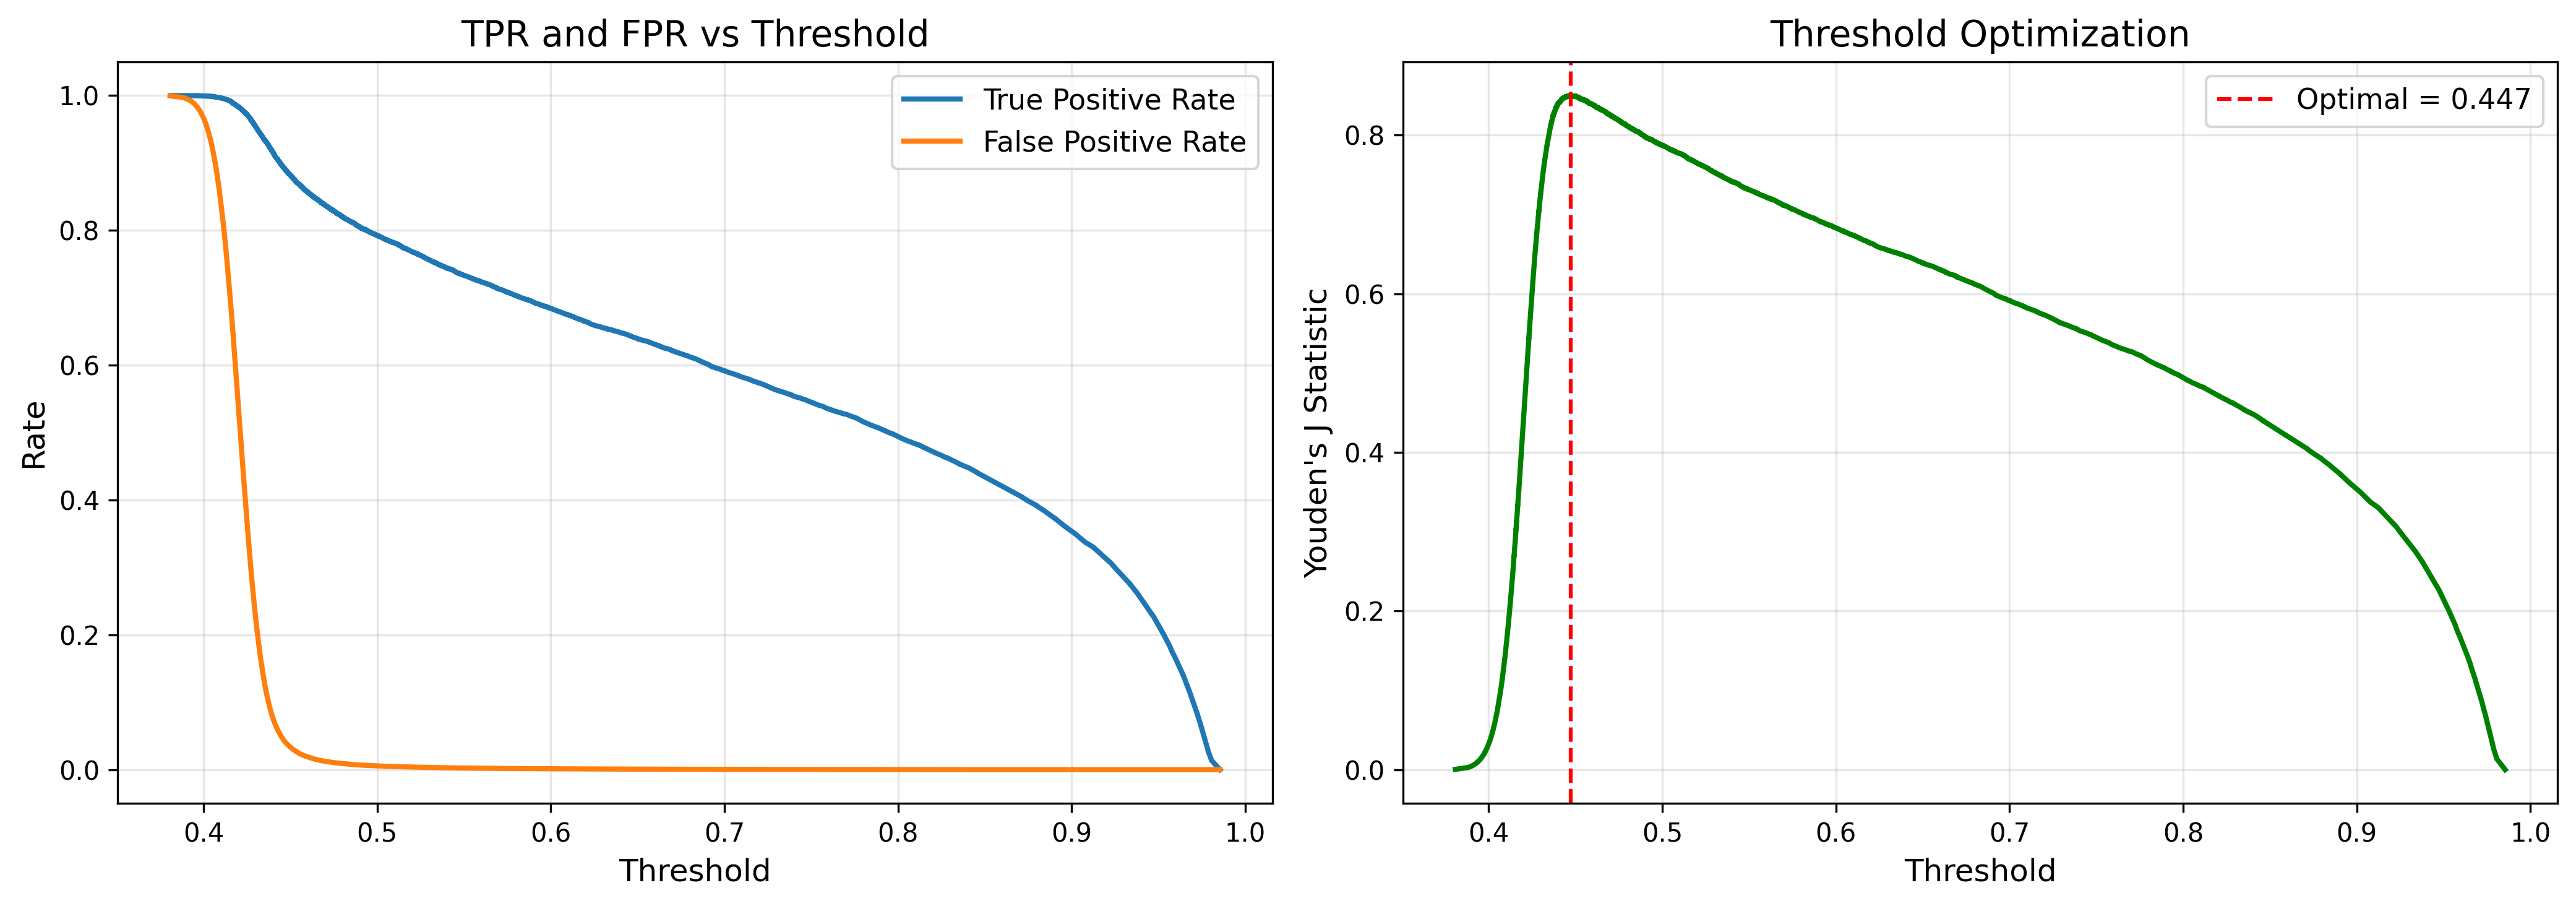 TPR and FPR vs Threshold
True Positive Rate
False Positive Rate
Rate
1.0
0.8
0.6
0.4
0.2
0.0
0.4 0.5 0.6 0.7 0.8 0.9 1.0
Threshold
Threshold Optimization
Optimal = 0.447
Youden's J Statistic
0.8
0.6
0.4
0.2
0.0
0.4 0.5 0.6 0.7 0.8 0.9 1.0
Threshold